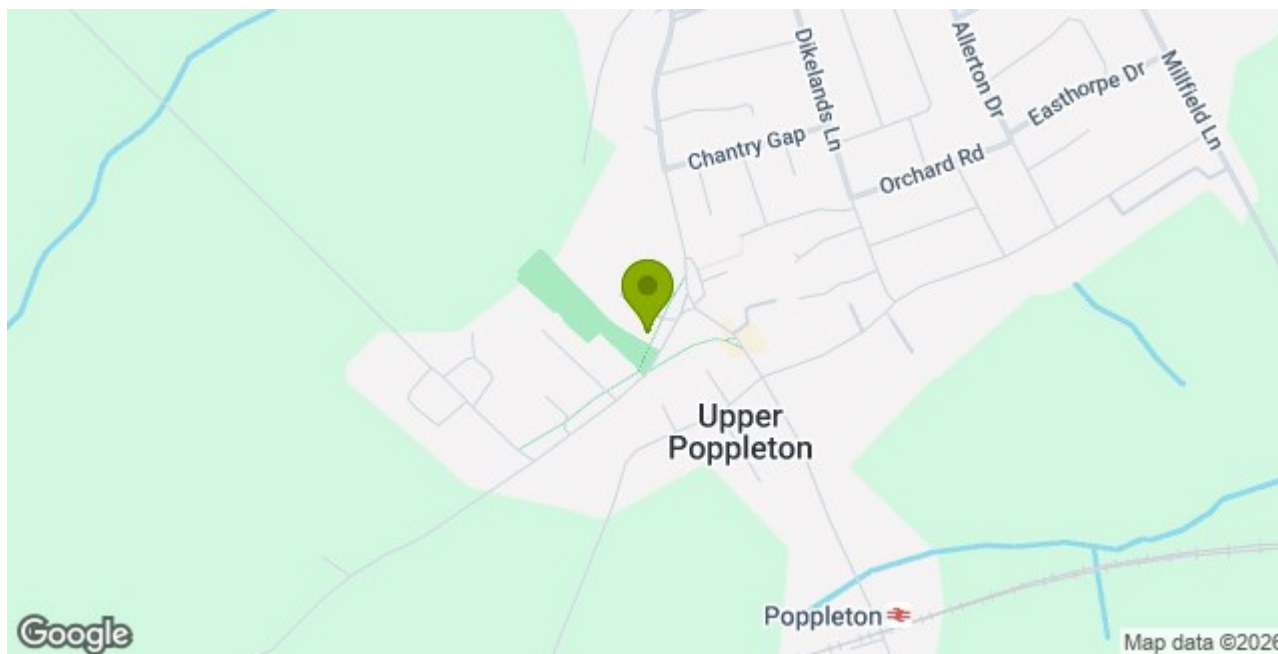 Dikelands Ln
Allerton Dr
Easthorpe Dr
Millfield Ln
Chantry Gap
Orchard Rd
Upper
Poppleton
Poppleton
Google
Map data ©2026